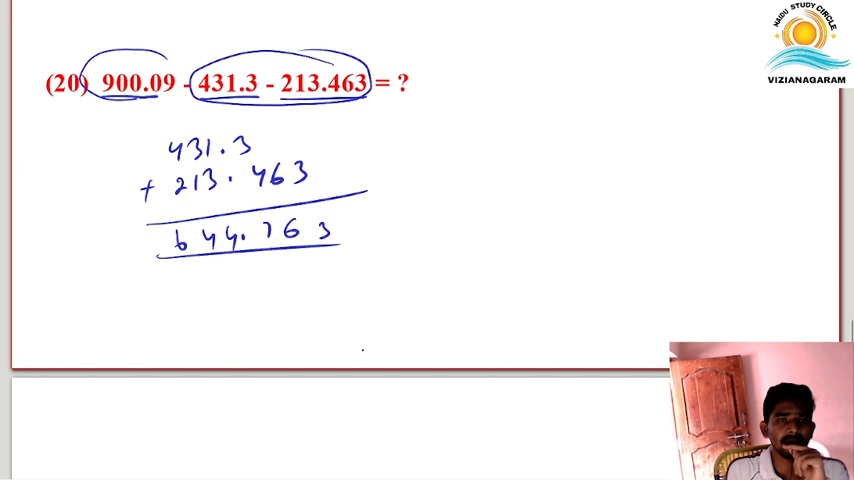 NAIDU STUDY CIRCLE
VIZIANAGARAM
(20) 900.09 - 431.3 - 213.463 = ?
431.3
+ 213.463
644.763